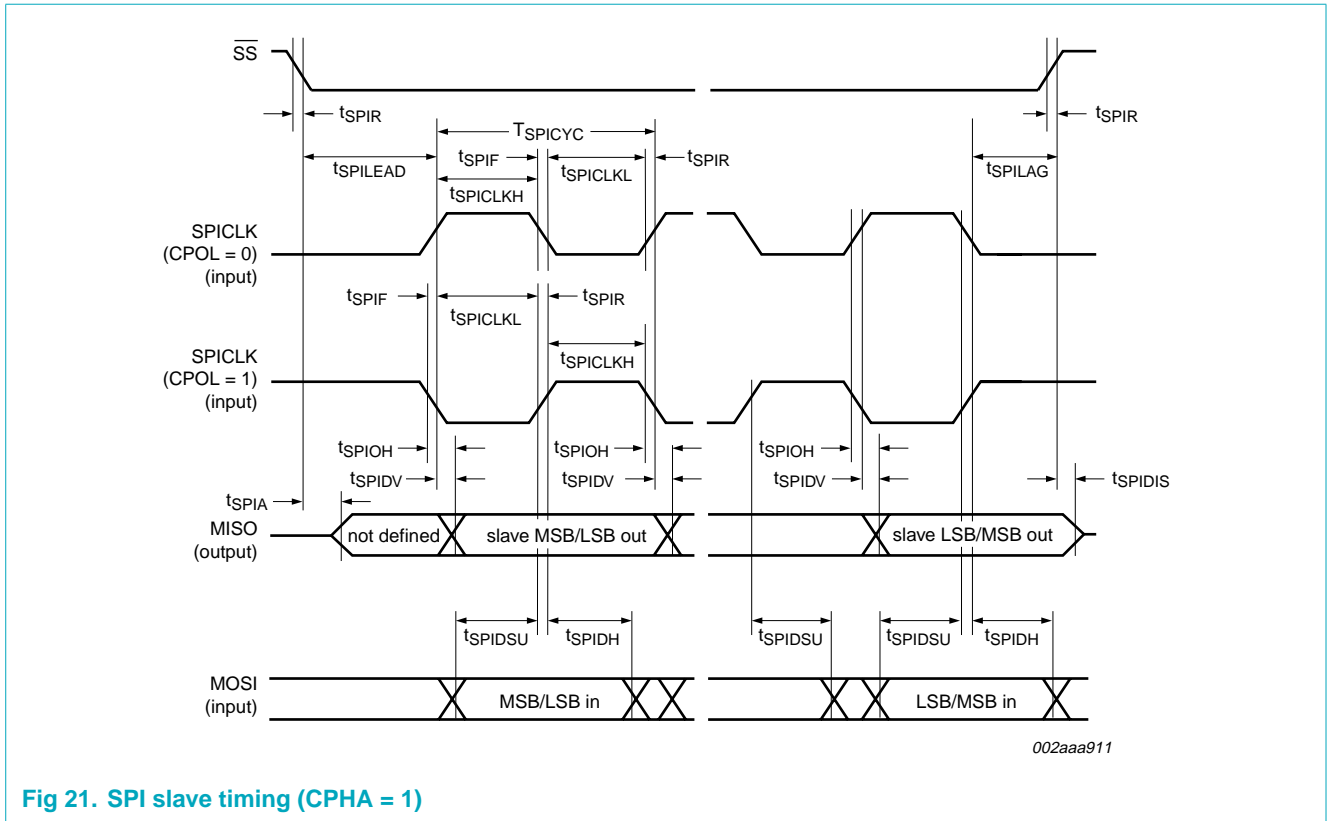 SS
tSPIR
tSPIR
TSPICYC
tSPIF
tSPIR
tSPILEAD
tSPICLKL
tSPILAG
tSPICLKH
SPICLK
(CPOL = 0)
(input)
tSPIF
tSPIR
tSPICLKL
SPICLK
(CPOL = 1)
(input)
tSPICLKH
tSPIOH
tSPIOH
tSPIOH
tSPIDV
tSPIDV
tSPIDV
tSPIDIS
tSPIA
MISO
(output)
not defined
slave MSB/LSB out
slave LSB/MSB out
tSPIDSU
tSPIDH
tSPIDSU
tSPIDSU
tSPIDH
MOSI
(input)
MSB/LSB in
LSB/MSB in
002aaa911
Fig 21. SPI slave timing (CPHA = 1)